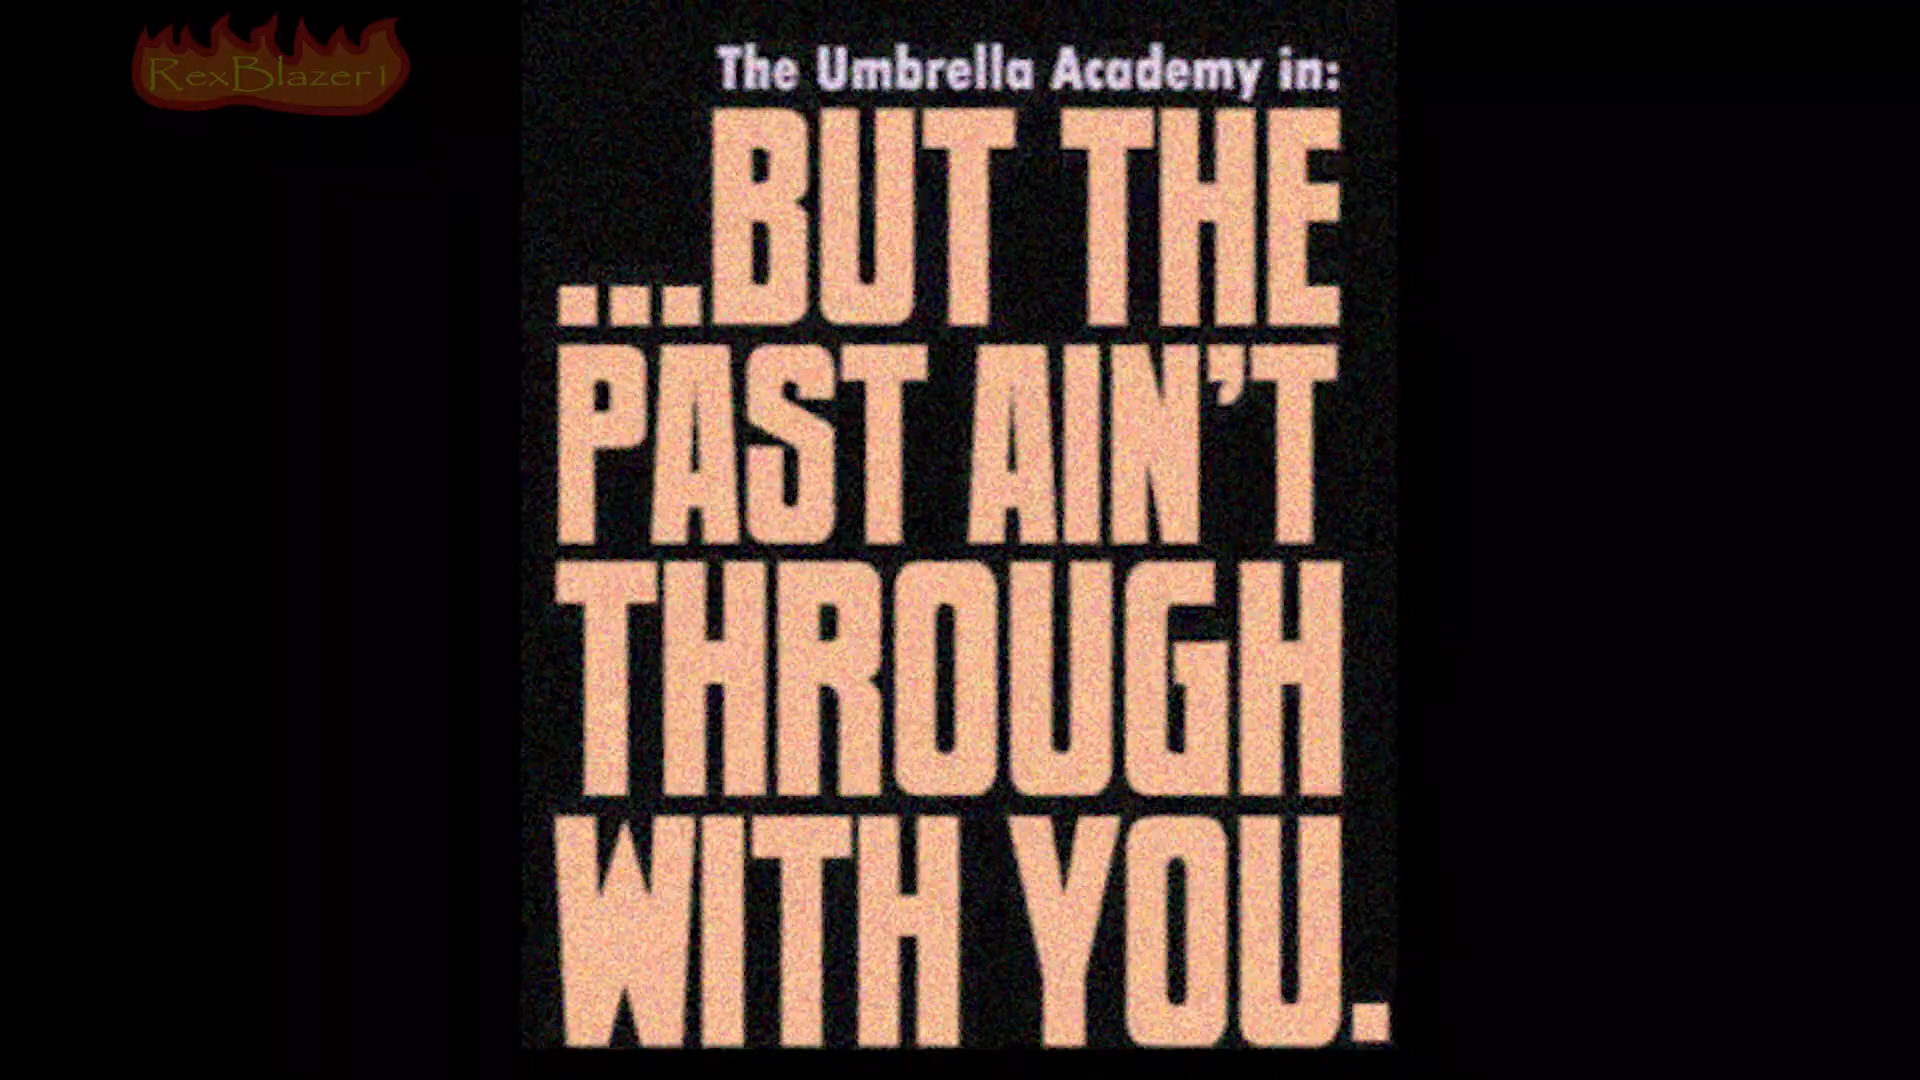 RexBlazer1
The Umbrella Academy in:
...BUT THE
PAST AIN'T
THROUGH
WITH YOU.